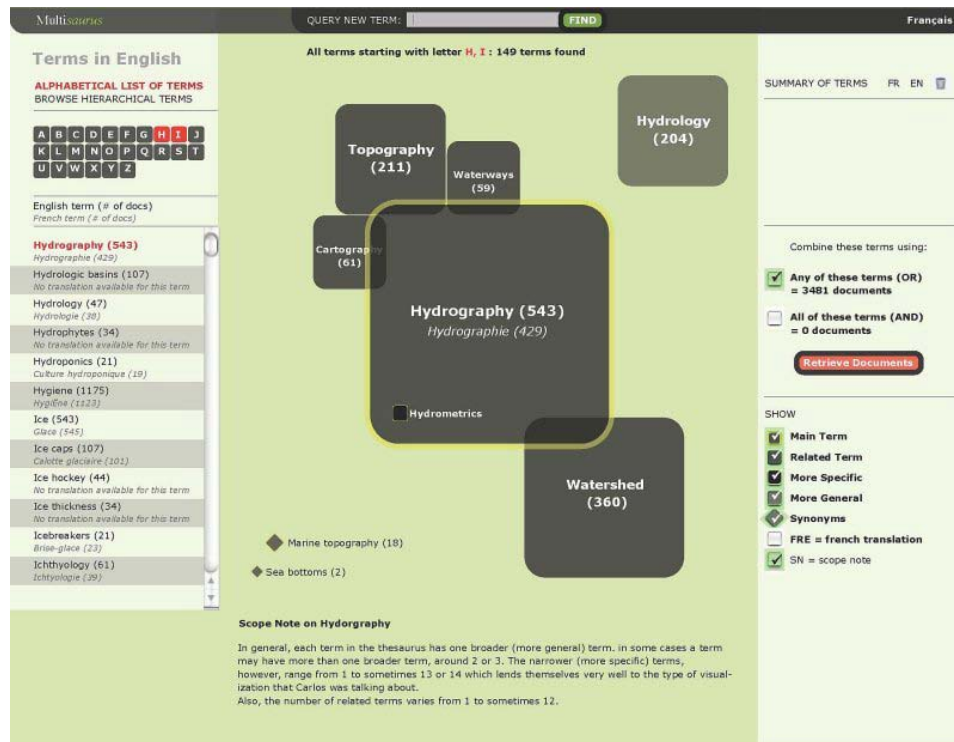 Multisaurus
QUERY NEW TERM:
FIND
Français
Terms in English
ALPHABETICAL LIST OF TERMS
BROWSE HIERARCHICAL TERMS
A B C D E F G H I J
K L M N O P Q R S T
U V W X Y Z
English term (# of docs)
French term (# of docs)
Hydrography (543)
Hydrographie (429)
Hydrologic basins (107)
No translation available for this term
Hydrology (47)
Hydrologie (38)
Hydrophytes (34)
No translation available for this term
Hydroponics (21)
Culture hydroponique (19)
Hygiene (1175)
HygiËne (1123)
Ice (543)
Glace (545)
Ice caps (107)
Calotte glaciaire (101)
Ice hockey (44)
No translation available for this term
Ice thickness (34)
No translation available for this term
Icebreakers (21)
Brise-glace (23)
Ichthyology (61)
Ichtyologie (39)
All terms starting with letter H, I : 149 terms found
Hydrology
(204)
Topography
(211)
Waterways
(59)
Cartography
(61)
Hydrography (543)
Hydrographie (429)
Hydrometrics
Watershed
(360)
Marine topography (18)
Sea bottoms (2)
Scope Note on Hydorgraphy
In general, each term in the thesaurus has one broader (more general) term. in some cases a term
may have more than one broader term, around 2 or 3. The narrower (more specific) terms,
however, range from 1 to sometimes 13 or 14 which lends themselves very well to the type of visual-
ization that Carlos was talking about.
Also, the number of related terms varies from 1 to sometimes 12.
SUMMARY OF TERMS FR EN
Combine these terms using:
Any of these terms (OR)
= 3481 documents
All of these terms (AND)
= 0 documents
Retrieve Documents
SHOW
Main Term
Related Term
More Specific
More General
Synonyms
FRE = french translation
SN = scope note